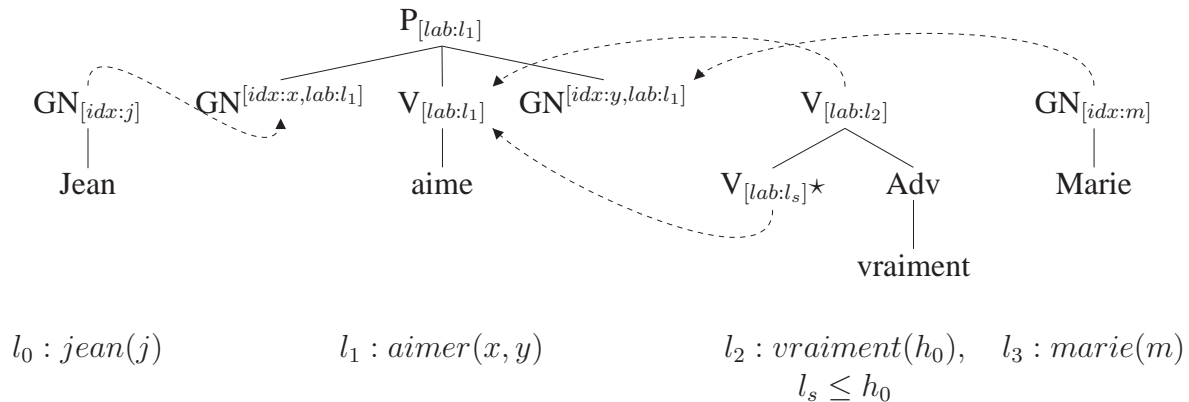 P[lab:l1]
GN[idx:j] GN[idx:x,lab:l1] V[lab:l1] GN[idx:y,lab:l1] V[lab:l2] GN[idx:m]
Jean aime V[lab:ls]⋆ Adv Marie
vraiment
l0 : jean(j) l1 : aimer(x, y) l2 : vraiment(h0), l3 : marie(m)
ls ≤ h0